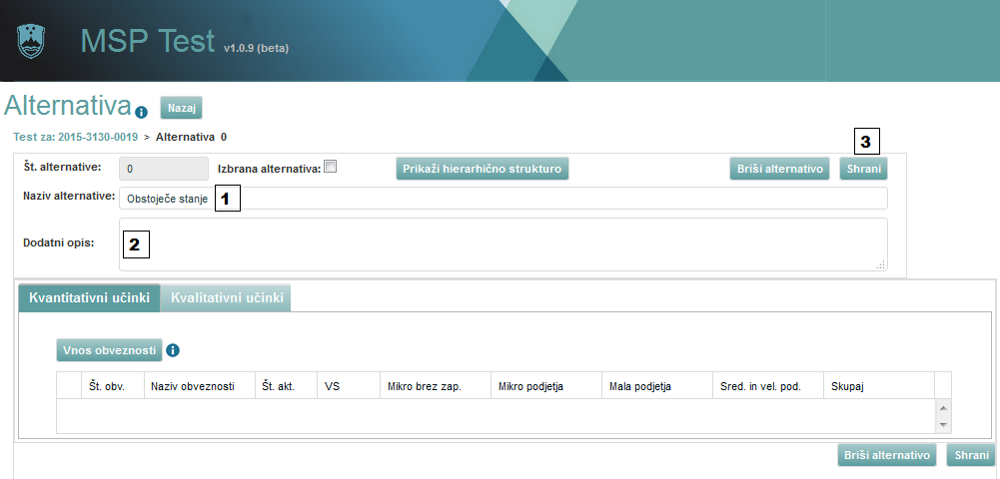 MSP Test v1.0.9 (beta)
Alternativa i Nazaj
Test za: 2015-3130-0019 > Alternativa 0
3
Št. alternative: 0 Izbrana alternativa: Prikaži hierarhično strukturo Briši alternativo Shrani
Naziv alternative: Obstoječe stanje 1
Dodatni opis: 2
Kvantitativni učinki Kvalitativni učinki
Vnos obveznosti i
Št. obv. Naziv obveznosti Št. akt. VS Mikro brez zap. Mikro podjetja Mala podjetja Sred. in vel. pod. Skupaj
Briši alternativo Shrani